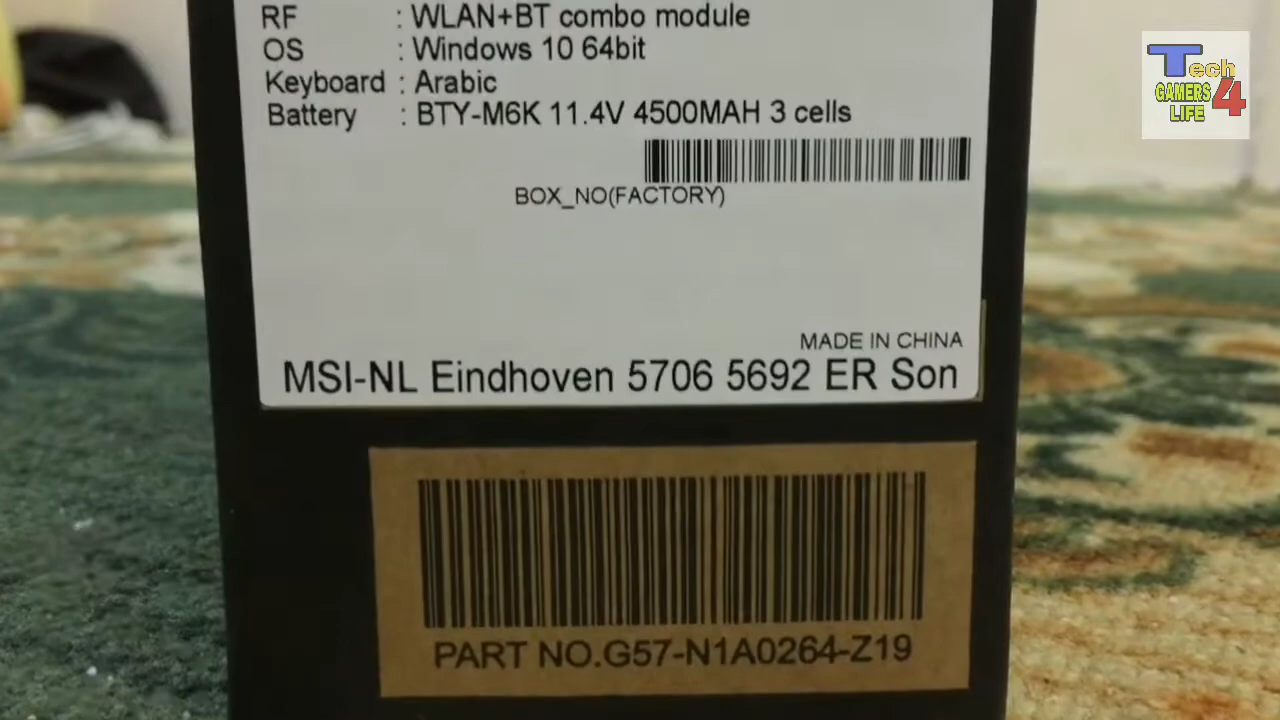 RF : WLAN+BT combo module
OS : Windows 10 64bit
Keyboard : Arabic
Battery : BTY-M6K 11.4V 4500MAH 3 cells
BOX_NO(FACTORY)
MADE IN CHINA
MSI-NL Eindhoven 5706 5692 ER Son
PART NO.G57-N1A0264-Z19
Tech
GAMERS 4
LIFE